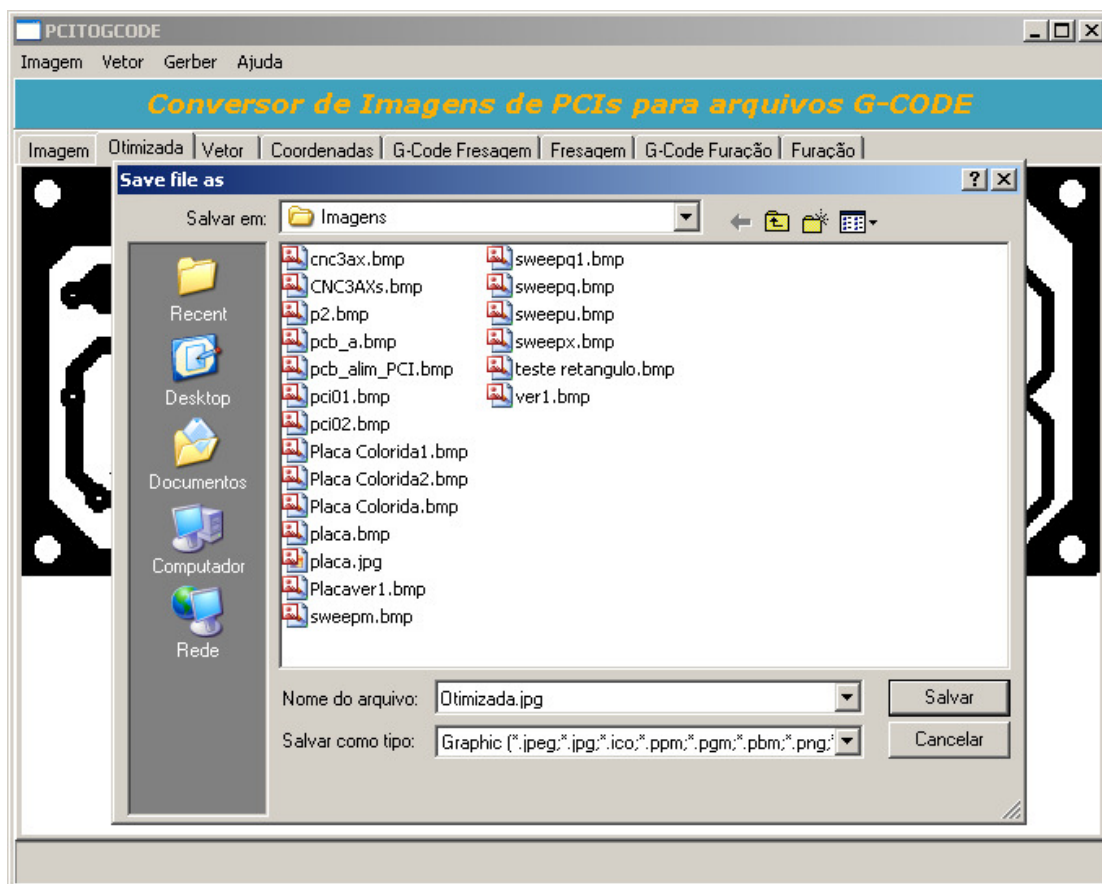 PCITOGCODE
Imagem Vetor Gerber Ajuda
Conversor de Imagens de PCIs para arquivos G-CODE
Imagem Otimizada Vetor Coordenadas G-Code Fresagem Fresagem G-Code Furação Furação
Save file as
Salvar em: Imagens
Recent
Desktop
Documentos
Computador
Rede
cnc3ax.bmp
CNC3AXs.bmp
p2.bmp
pcb_a.bmp
pcb_alim_PCI.bmp
pci01.bmp
pci02.bmp
Placa Colorida1.bmp
Placa Colorida2.bmp
Placa Colorida.bmp
placa.bmp
placa.jpg
Placaver1.bmp
sweepm.bmp
sweepq1.bmp
sweepq.bmp
sweepu.bmp
sweepx.bmp
teste retangulo.bmp
ver1.bmp
Nome do arquivo: Otimizada.jpg Salvar
Salvar como tipo: Graphic (*.jpeg;*.jpg;*.ico;*.ppm;*.pgm;*.pbm;*.png;* Cancelar